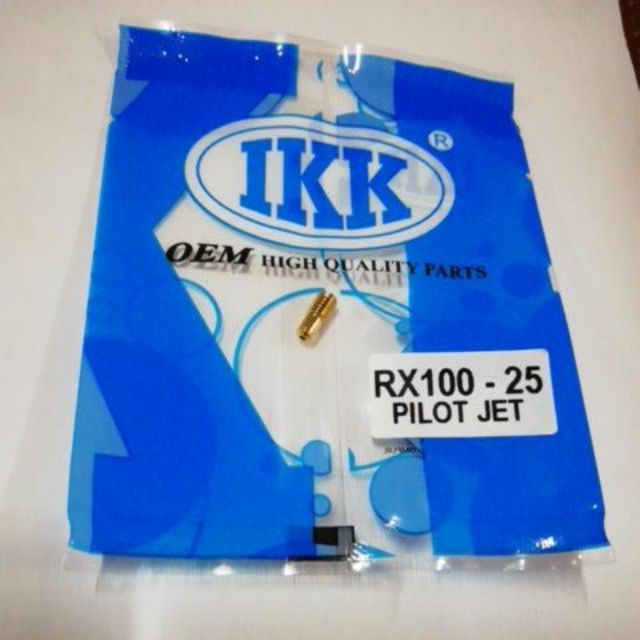 IKK
®
OEM HIGH QUALITY PARTS
RX100 - 25
PILOT JET